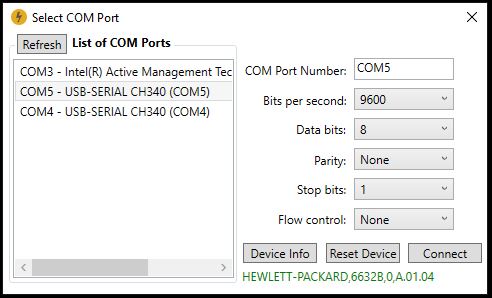 Select COM Port
Refresh List of COM Ports
COM3 - Intel(R) Active Management Tec
COM5 - USB-SERIAL CH340 (COM5)
COM4 - USB-SERIAL CH340 (COM4)
COM Port Number: COM5
Bits per second: 9600
Data bits: 8
Parity: None
Stop bits: 1
Flow control: None
Device Info Reset Device Connect
HEWLETT-PACKARD,6632B,0,A.01.04